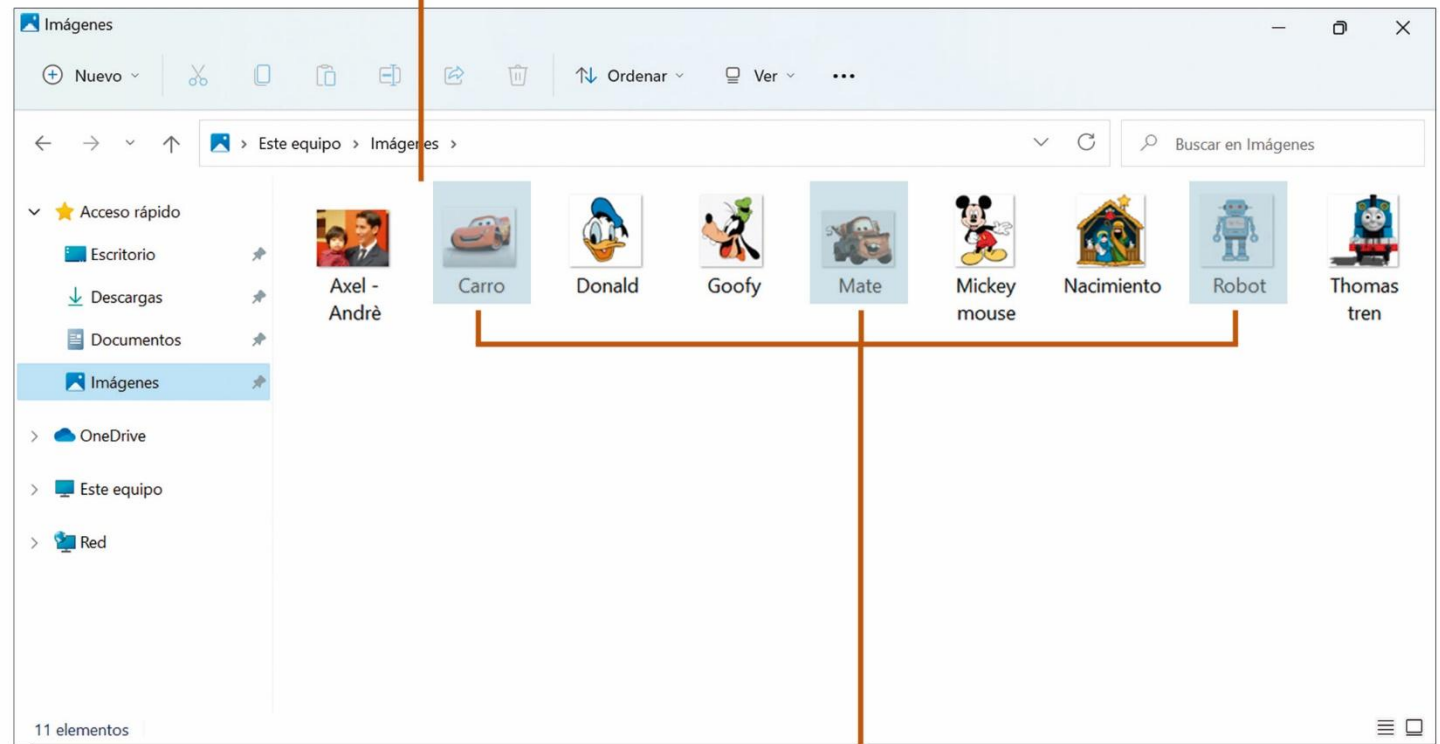 Imágenes
Nuevo
Ordenar
Ver
Este equipo > Imágenes >
Buscar en Imágenes
Acceso rápido
Escritorio
Descargas
Documentos
Imágenes
OneDrive
Este equipo
Red
Axel -
Andrè
Carro
Donald
Goofy
Mate
Mickey
mouse
Nacimiento
Robot
Thomas
tren
11 elementos